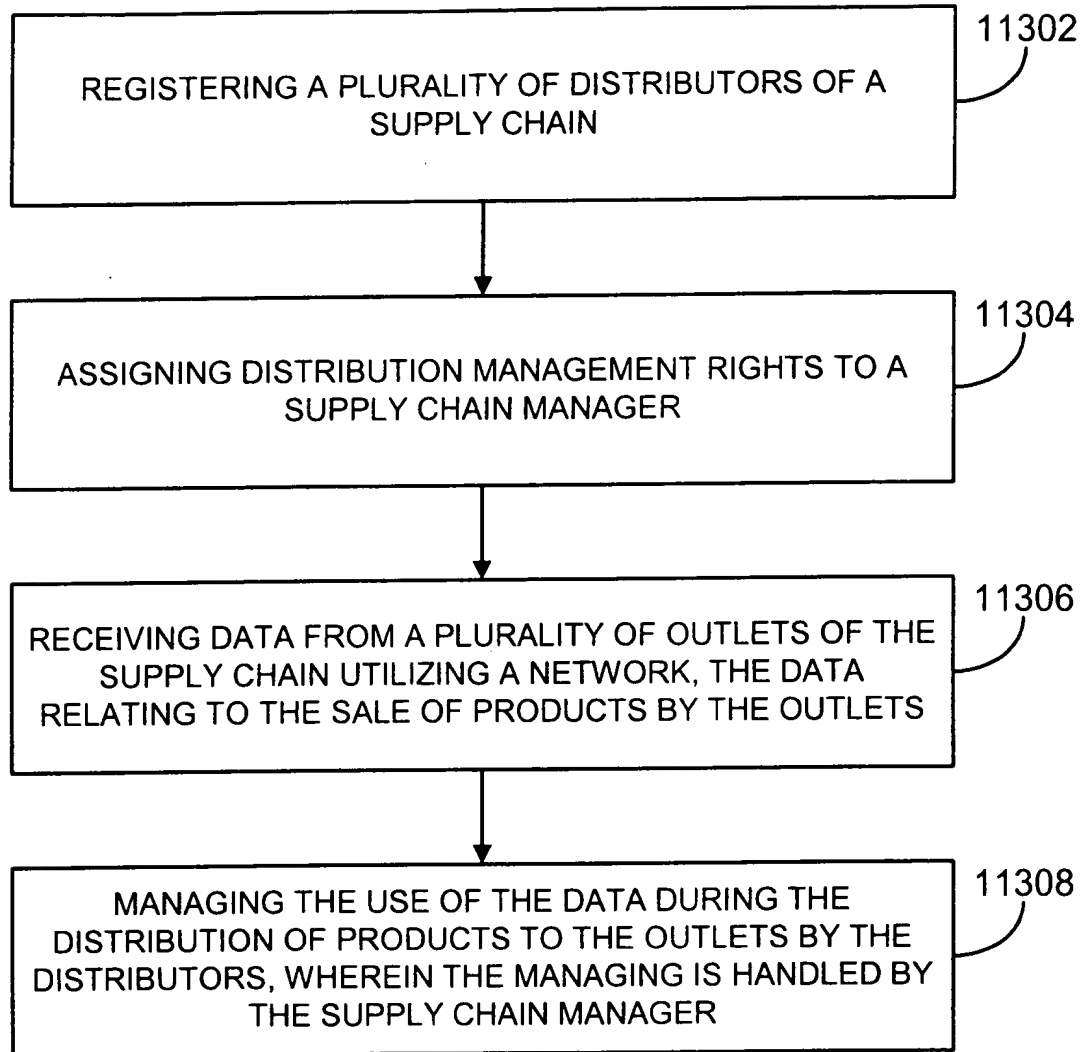 11302
REGISTERING A PLURALITY OF DISTRIBUTORS OF A
SUPPLY CHAIN
11304
ASSIGNING DISTRIBUTION MANAGEMENT RIGHTS TO A
SUPPLY CHAIN MANAGER
11306
RECEIVING DATA FROM A PLURALITY OF OUTLETS OF THE
SUPPLY CHAIN UTILIZING A NETWORK, THE DATA
RELATING TO THE SALE OF PRODUCTS BY THE OUTLETS
11308
MANAGING THE USE OF THE DATA DURING THE
DISTRIBUTION OF PRODUCTS TO THE OUTLETS BY THE
DISTRIBUTORS, WHEREIN THE MANAGING IS HANDLED BY
THE SUPPLY CHAIN MANAGER